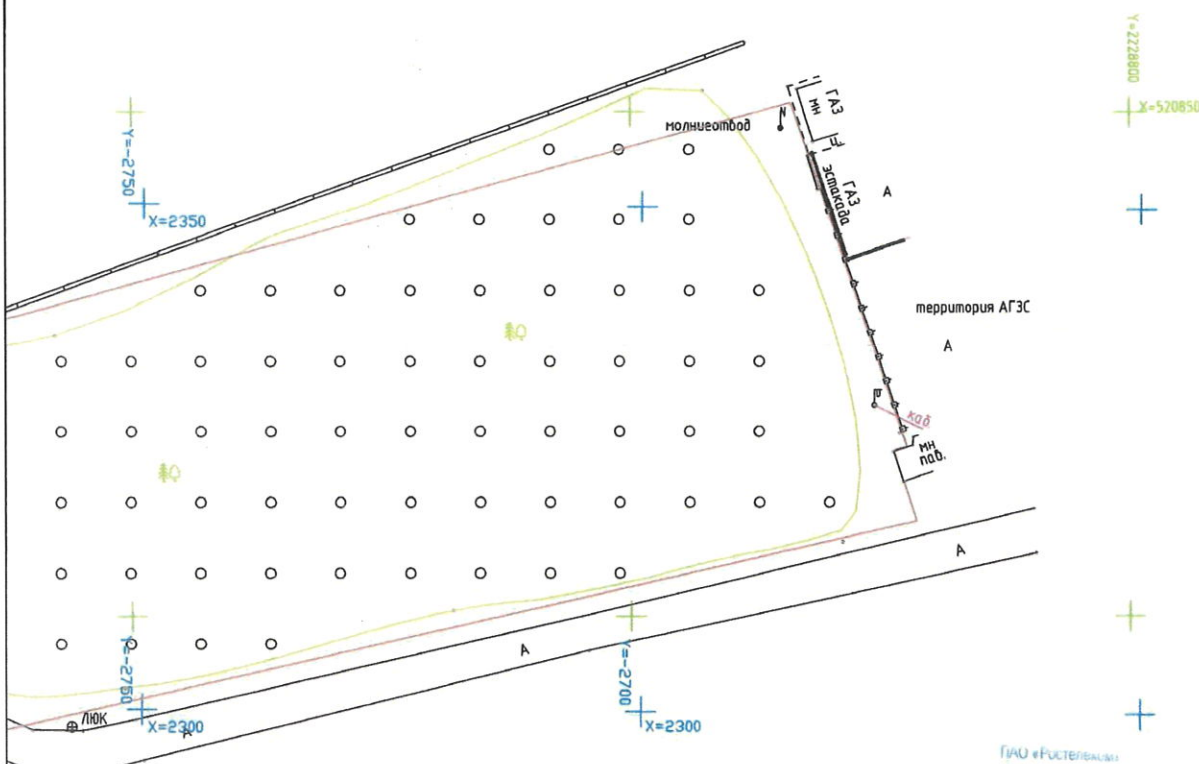 Y=2228800
X=520850
ГАЗ
МН
молниеотвод
Y=-2750
X=2350
ГАЗ
эстакада
А
территория АГЗС
А
каб
МН
пав.
А
А
Y=-2750
Y=-2700
ЛЮК
X=2300
X=2300
А
ПАО «Ростелеком»